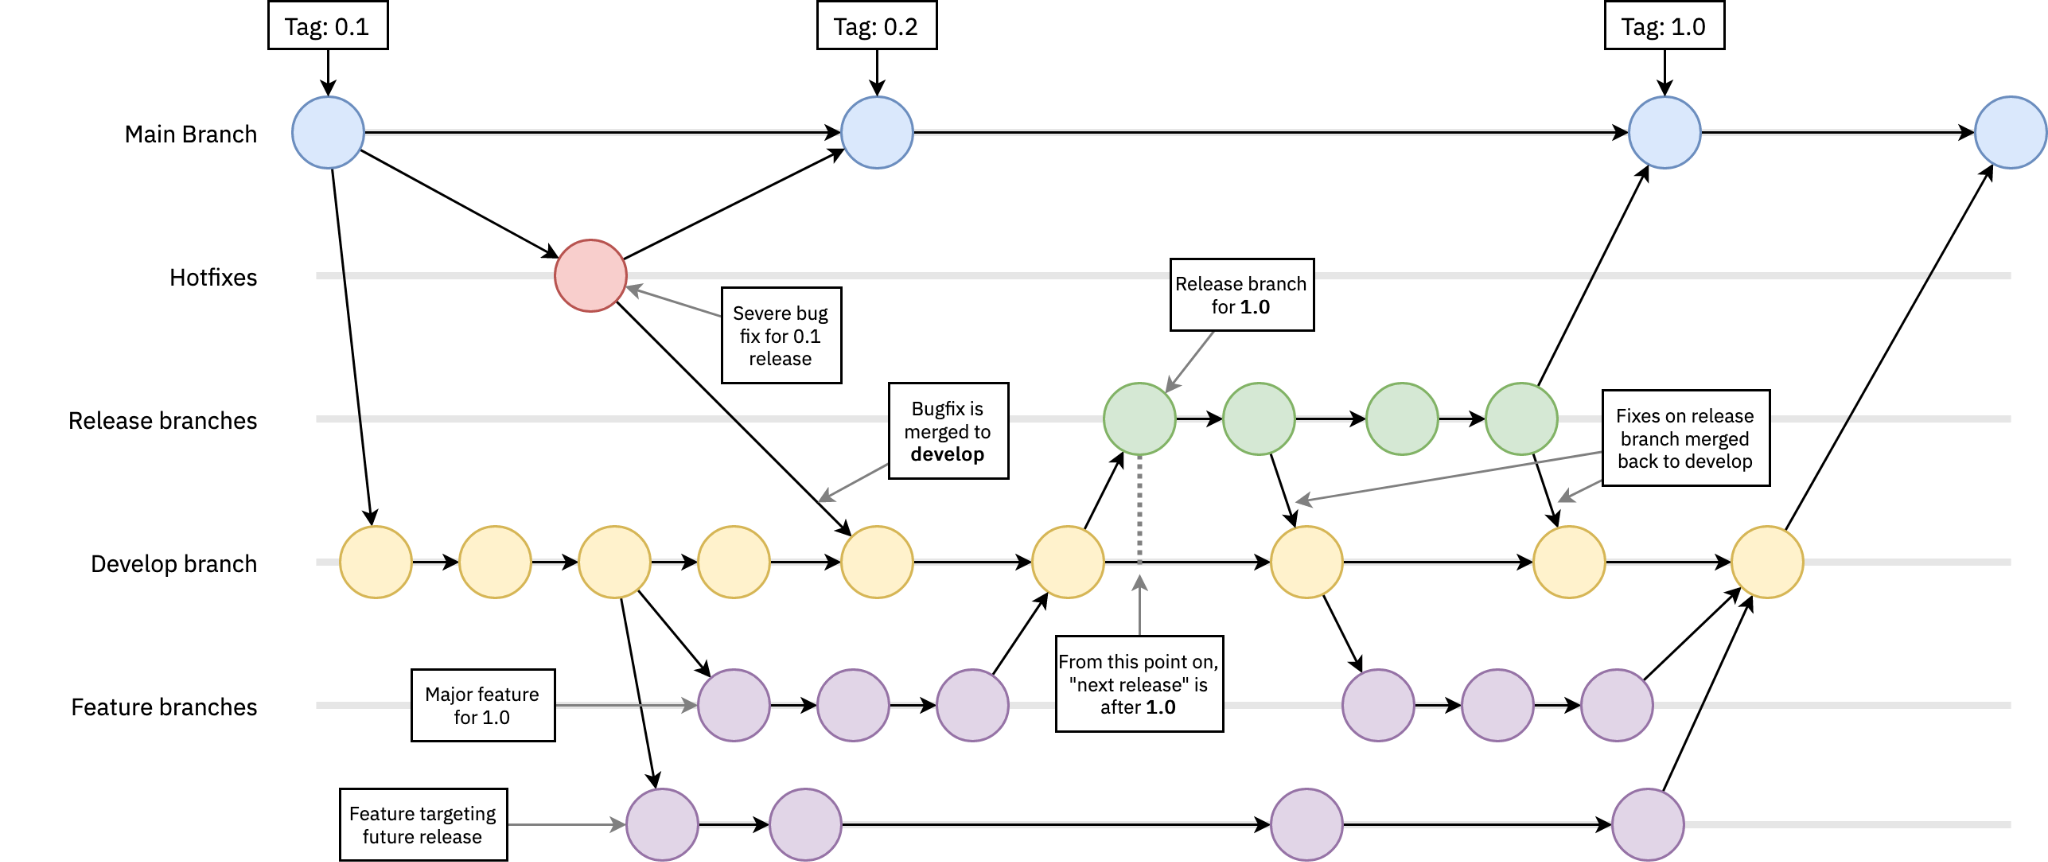 Tag: 0.1
Tag: 0.2
Tag: 1.0
Main Branch
Hotfixes
Severe bug
fix for 0.1
release
Release branch
for 1.0
Release branches
Bugfix is
merged to
develop
Fixes on release
branch merged
back to develop
Develop branch
Feature branches
Major feature
for 1.0
From this point on,
"next release" is
after 1.0
Feature targeting
future release